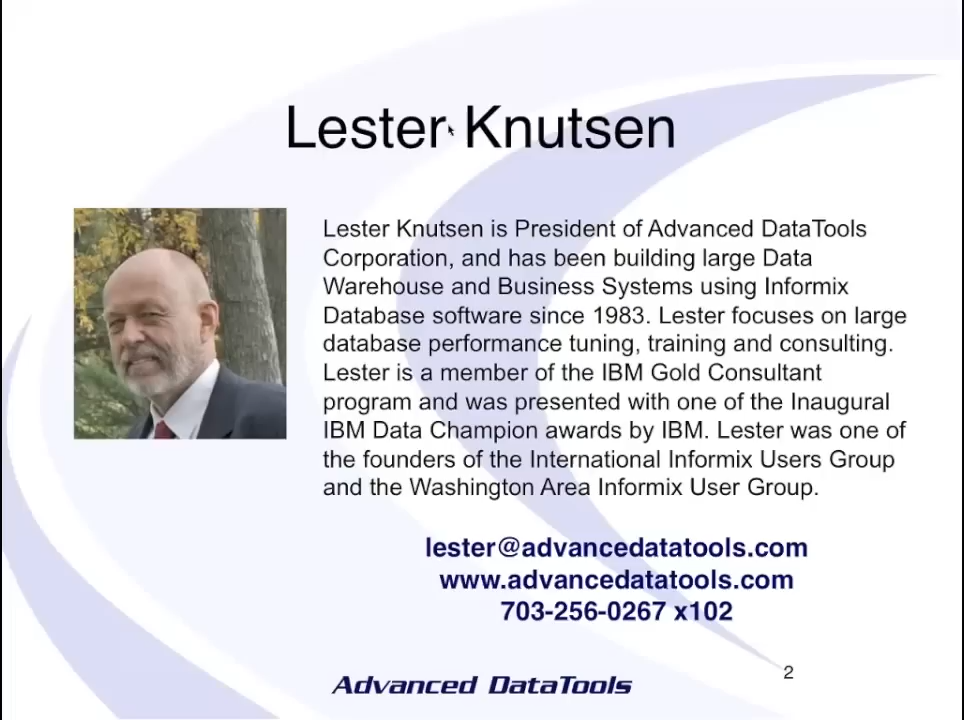 Lester Knutsen
Lester Knutsen is President of Advanced DataTools
Corporation, and has been building large Data
Warehouse and Business Systems using Informix
Database software since 1983. Lester focuses on large
database performance tuning, training and consulting.
Lester is a member of the IBM Gold Consultant
program and was presented with one of the Inaugural
IBM Data Champion awards by IBM. Lester was one of
the founders of the International Informix Users Group
and the Washington Area Informix User Group.
lester@advancedatatools.com
www.advancedatatools.com
703-256-0267 x102
Advanced DataTools
2